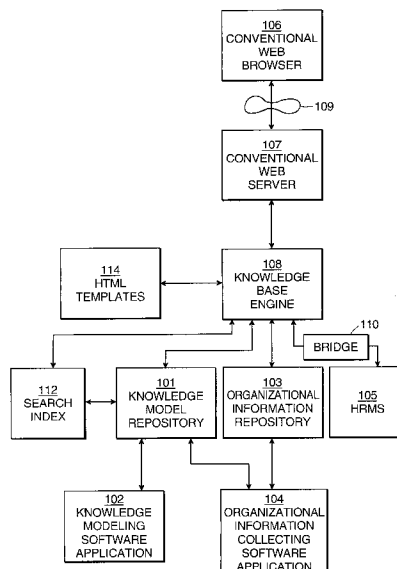 106
CONVENTIONAL
WEB
BROWSER
109
107
CONVENTIONAL
WEB
SERVER
114
HTML
TEMPLATES
108
KNOWLEDGE
BASE
ENGINE
110
BRIDGE
112
SEARCH
INDEX
101
KNOWLEDGE
MODEL
REPOSITORY
103
ORGANIZATIONAL
INFORMATION
REPOSITORY
105
HRMS
102
KNOWLEDGE
MODELING
SOFTWARE
APPLICATION
104
ORGANIZATIONAL
INFORMATION
COLLECTING
SOFTWARE
APPLICATION